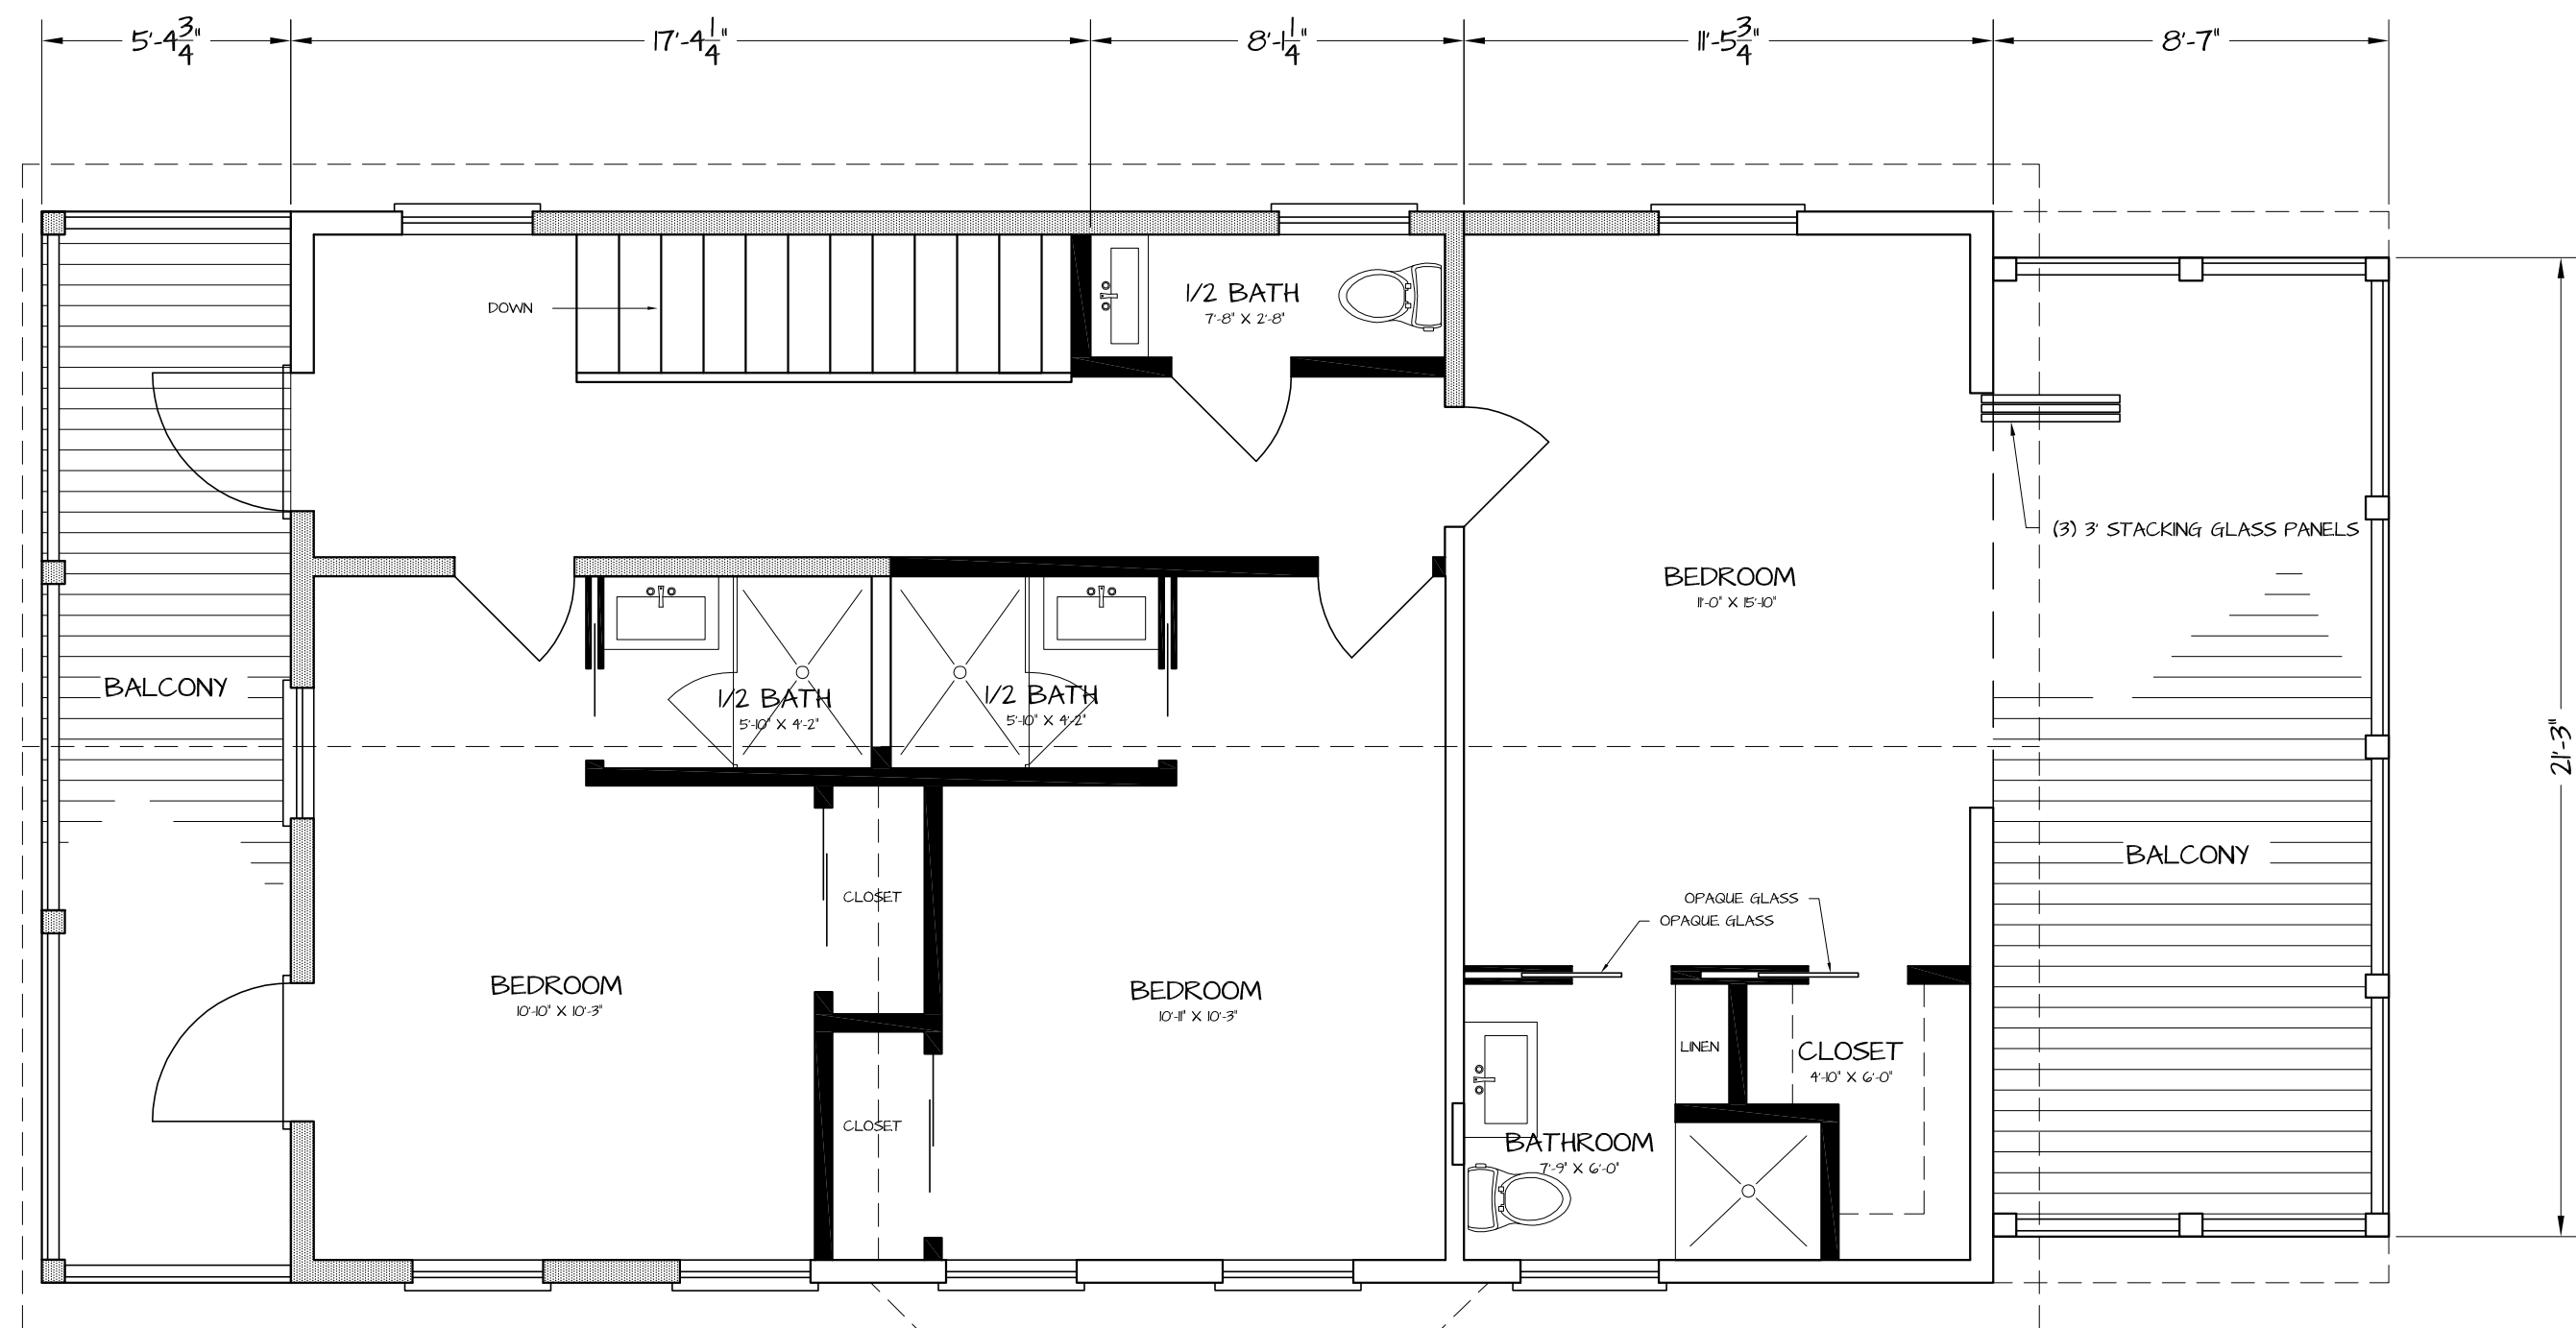 5'-4 3/4" 17'-4 1/4" 8'-1 1/4" 11'-5 3/4" 8'-7"
DOWN
1/2 BATH
7'-8" X 2'-8"
(3) 3' STACKING GLASS PANELS
BEDROOM
11'-0" X 15'-10"
BALCONY
1/2 BATH
5'-10" X 4'-2"
1/2 BATH
5'-10" X 4'-2"
21'-3"
BALCONY
CLOSET
OPAQUE GLASS
OPAQUE GLASS
BEDROOM
10'-10" X 10'-3"
BEDROOM
10'-11" X 10'-3"
LINEN
CLOSET
4'-10" X 6'-0"
CLOSET
BATHROOM
7'-9" X 6'-0"